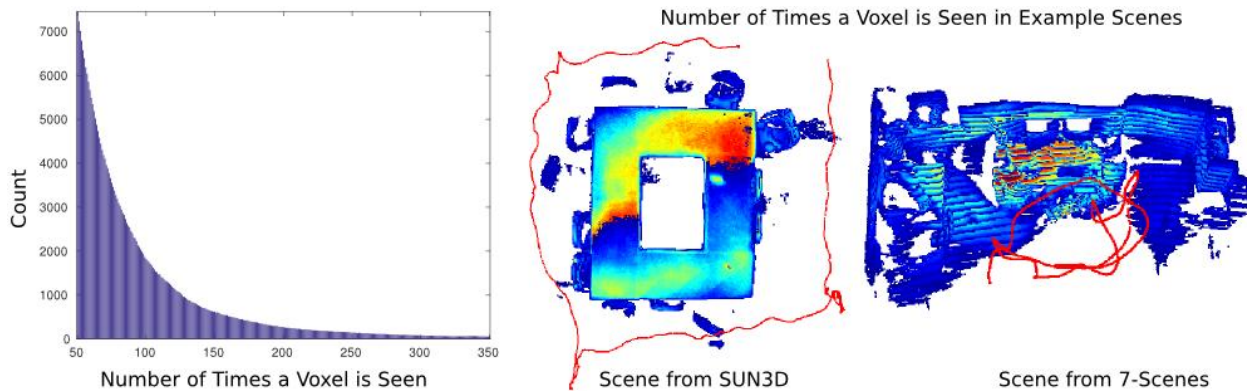 Number of Times a Voxel is Seen in Example Scenes
7000
6000
5000
4000
3000
2000
1000
0
Count
50 100 150 200 250 300 350
Number of Times a Voxel is Seen
Scene from SUN3D
Scene from 7-Scenes